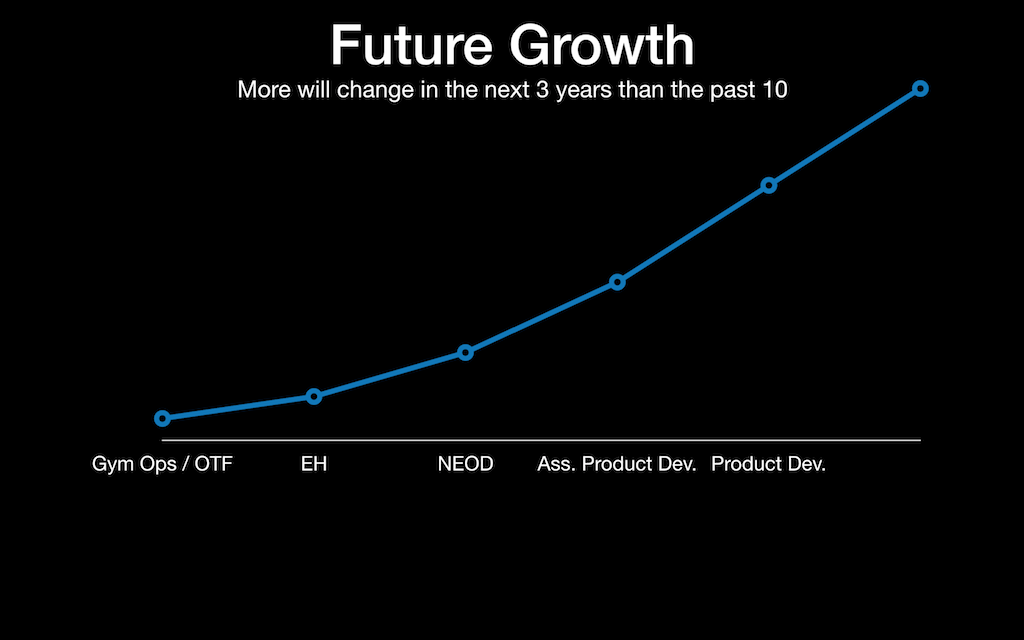 Future Growth
More will change in the next 3 years than the past 10
Gym Ops / OTF
EH
NEOD
Ass. Product Dev.
Product Dev.